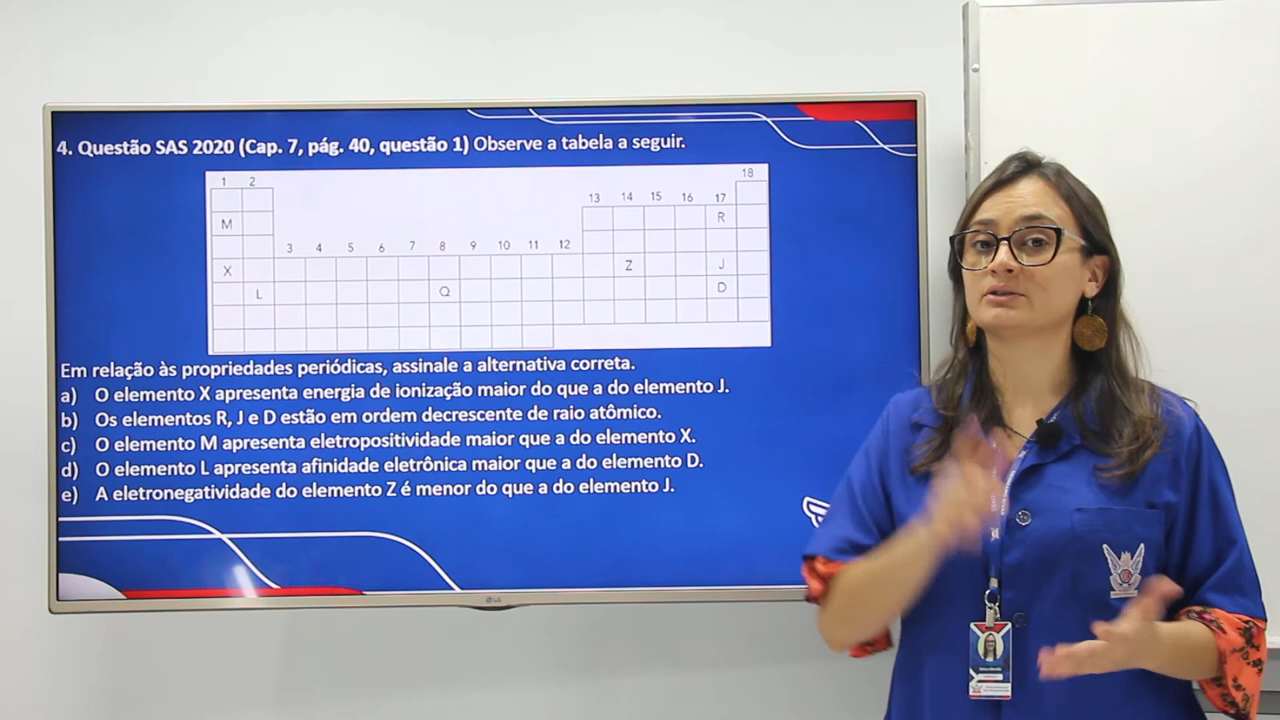 4. Questão SAS 2020 (Cap. 7, pág. 40, questão 1) Observe a tabela a seguir.
1 2 18
13 14 15 16 17
M R
3 4 5 6 7 8 9 10 11 12
X Z J
L Q D
Em relação às propriedades periódicas, assinale a alternativa correta.
a) O elemento X apresenta energia de ionização maior do que a do elemento J.
b) Os elementos R, J e D estão em ordem decrescente de raio atômico.
c) O elemento M apresenta eletropositividade maior que a do elemento X.
d) O elemento L apresenta afinidade eletrônica maior que a do elemento D.
e) A eletronegatividade do elemento Z é menor do que a do elemento J.
LG